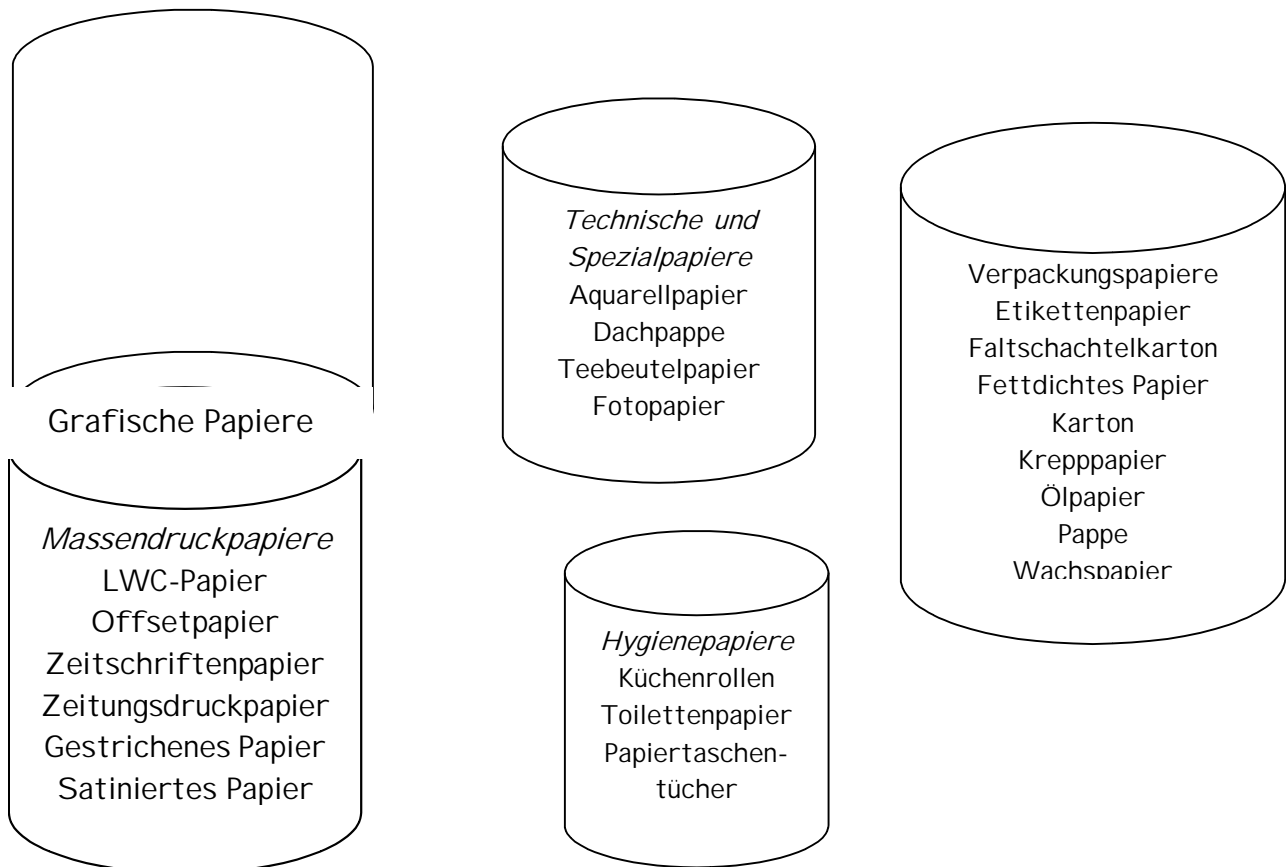 Grafische Papiere
Massendruckpapiere
LWC-Papier
Offsetpapier
Zeitschriftenpapier
Zeitungsdruckpapier
Gestrichenes Papier
Satiniertes Papier
Technische und
Spezialpapiere
Aquarellpapier
Dachpappe
Teebeutelpapier
Fotopapier
Hygienepapiere
Küchenrollen
Toilettenpapier
Papiertaschen-
tücher
Verpackungspapiere
Etikettenpapier
Faltschachtelkarton
Fettdichtes Papier
Karton
Krepppapier
Ölpapier
Pappe
Wachspapier